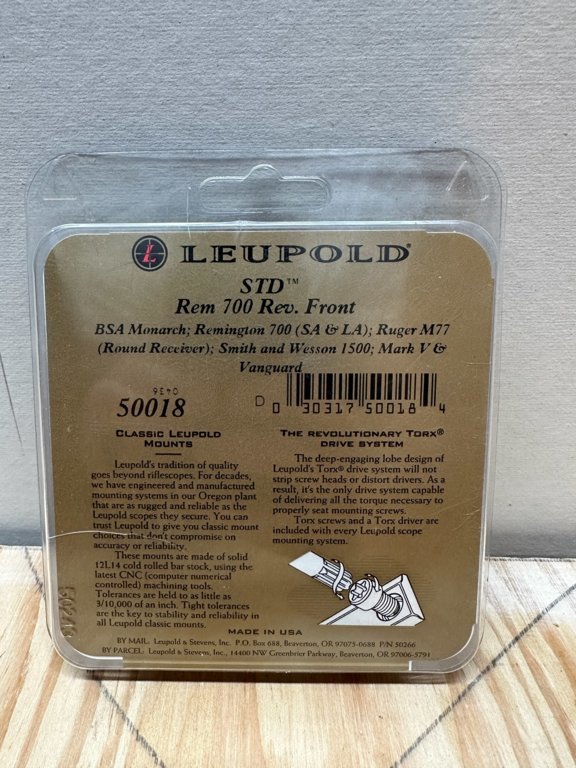 LEUPOLD®
STD™
Rem 700 Rev. Front
BSA Monarch; Remington 700 (SA & LA); Ruger M77
(Round Receiver); Smith and Wesson 1500; Mark V &
Vanguard
50018
D 0 30317 50018 4
CLASSIC LEUPOLD
MOUNTS
Leupold's tradition of quality
goes beyond riflescopes. For decades,
we have engineered and manufactured
mounting systems in our Oregon plant
that are as rugged and reliable as the
Leupold scopes they secure. You can
trust Leupold to give you classic mount
choices that don't compromise on
accuracy or reliability.
These mounts are made of solid
12L14 cold rolled bar stock, using the
latest CNC (computer numerical
controlled) machining tools.
Tolerances are held to as little as
3/10,000 of an inch. Tight tolerances
are the key to stability and reliability in
all Leupold classic mounts.
THE REVOLUTIONARY TORX®
DRIVE SYSTEM
The deep-engaging lobe design of
Leupold's Torx® drive system will not
strip screw heads or distort drivers. As a
result, it's the only drive system capable
of delivering all the torque necessary to
properly seat mounting screws.
Torx screws and a Torx driver are
included with every Leupold scope
mounting system.
MADE IN USA
BY MAIL: Leupold & Stevens, Inc. P.O. Box 688, Beaverton, OR 97075-0688 P/N 50266
BY PARCEL: Leupold & Stevens, Inc., 14400 NW Greenbrier Parkway, Beaverton, OR 97006-5791